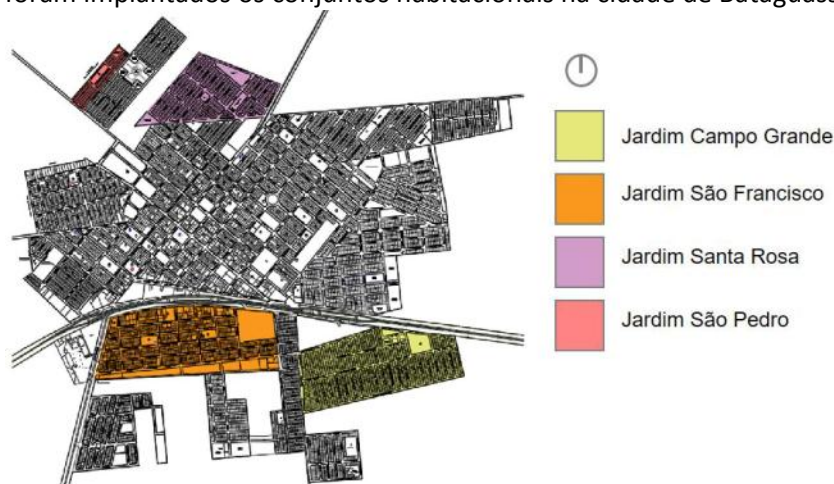 foram implantados os conjuntos habitacionais na cidade de Bataguass
Jardim Campo Grande
Jardim São Francisco
Jardim Santa Rosa
Jardim São Pedro